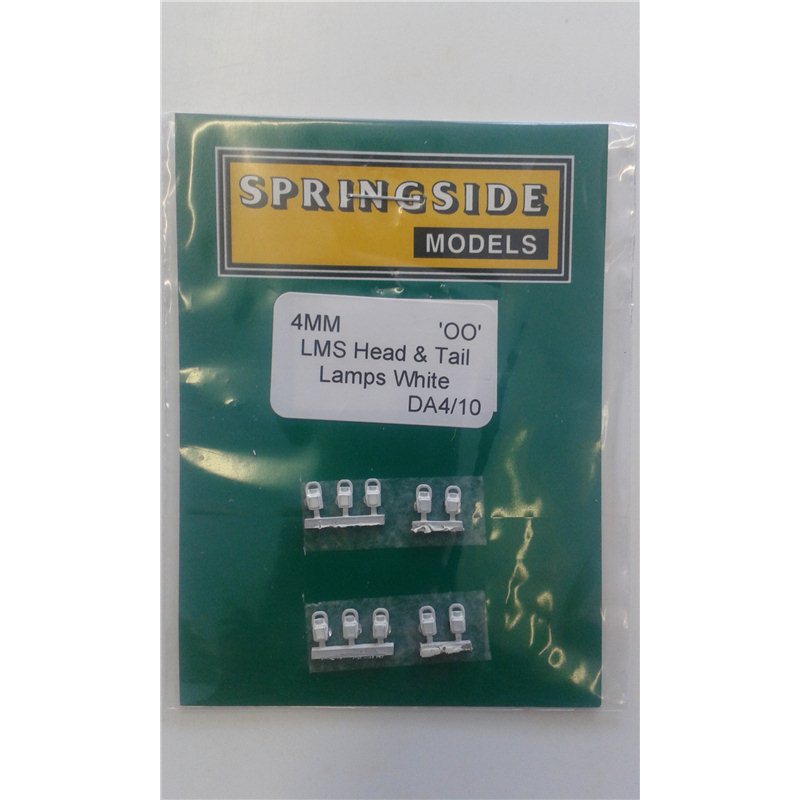 SPRINGSIDE
MODELS
4MM 'OO'
LMS Head & Tail
Lamps White
DA4/10